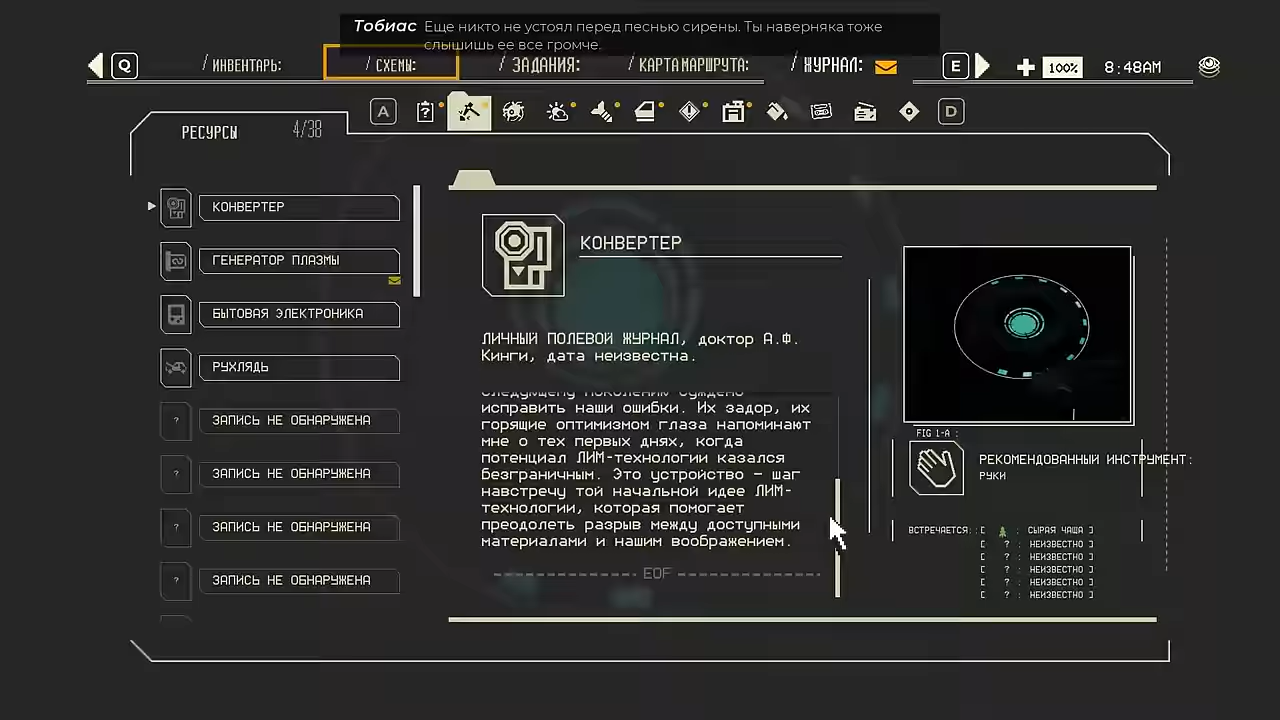 Тобиас Еще никто не устоял перед песнью сирены. Ты наверняка тоже
слышишь ее все громче.
Q / ИНВЕНТАРЬ: / СХЕМЫ: / ЗАДАНИЯ: / КАРТА МАРШРУТА: / ЖУРНАЛ: E 100% 8:48AM
A D
РЕСУРСЫ 4/38
КОНВЕРТЕР
ГЕНЕРАТОР ПЛАЗМЫ
БЫТОВАЯ ЭЛЕКТРОНИКА
РУХЛЯДЬ
? ЗАПИСЬ НЕ ОБНАРУЖЕНА
? ЗАПИСЬ НЕ ОБНАРУЖЕНА
? ЗАПИСЬ НЕ ОБНАРУЖЕНА
? ЗАПИСЬ НЕ ОБНАРУЖЕНА
КОНВЕРТЕР
ЛИЧНЫЙ ПОЛЕВОЙ ЖУРНАЛ, доктор А.Ф.
Кинги, дата неизвестна.
следующему поколению суждено
исправить наши ошибки. Их задор, их
горящие оптимизмом глаза напоминают
мне о тех первых днях, когда
потенциал ЛИМ-технологии казался
безграничным. Это устройство – шаг
навстречу той начальной идее ЛИМ-
технологии, которая помогает
преодолеть разрыв между доступными
материалами и нашим воображением.
EOF
FIG 1-A :
РЕКОМЕНДОВАННЫЙ ИНСТРУМЕНТ:
РУКИ
ВСТРЕЧАЕТСЯ: [ : СЫРАЯ ЧАЩА ]
[ ? : НЕИЗВЕСТНО ]
[ ? : НЕИЗВЕСТНО ]
[ ? : НЕИЗВЕСТНО ]
[ ? : НЕИЗВЕСТНО ]
[ ? : НЕИЗВЕСТНО ]